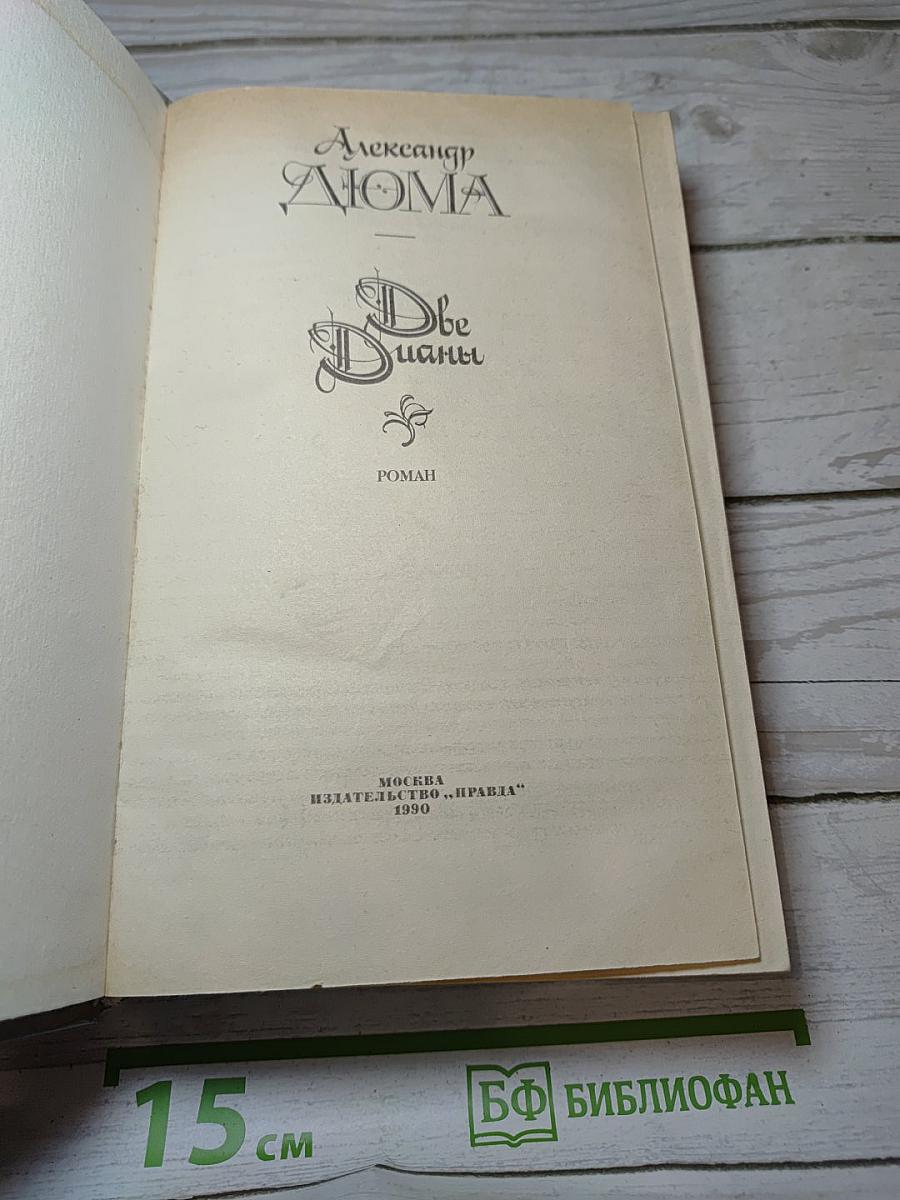 Александр
ДЮМА
Две
Дианы
РОМАН
МОСКВА
ИЗДАТЕЛЬСТВО „ПРАВДА“
1990
15 см
БФ БИБЛИОФАН